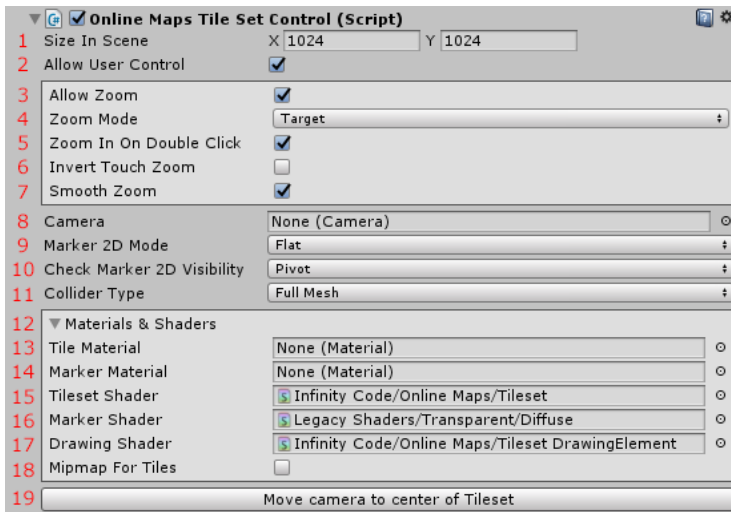 Online Maps Tile Set Control (Script)
1 Size In Scene X 1024 Y 1024
2 Allow User Control
3 Allow Zoom
4 Zoom Mode Target
5 Zoom In On Double Click
6 Invert Touch Zoom
7 Smooth Zoom
8 Camera None (Camera)
9 Marker 2D Mode Flat
10 Check Marker 2D Visibility Pivot
11 Collider Type Full Mesh
12 Materials & Shaders
13 Tile Material None (Material)
14 Marker Material None (Material)
15 Tileset Shader Infinity Code/Online Maps/Tileset
16 Marker Shader Legacy Shaders/Transparent/Diffuse
17 Drawing Shader Infinity Code/Online Maps/Tileset DrawingElement
18 Mipmap For Tiles
19 Move camera to center of Tileset